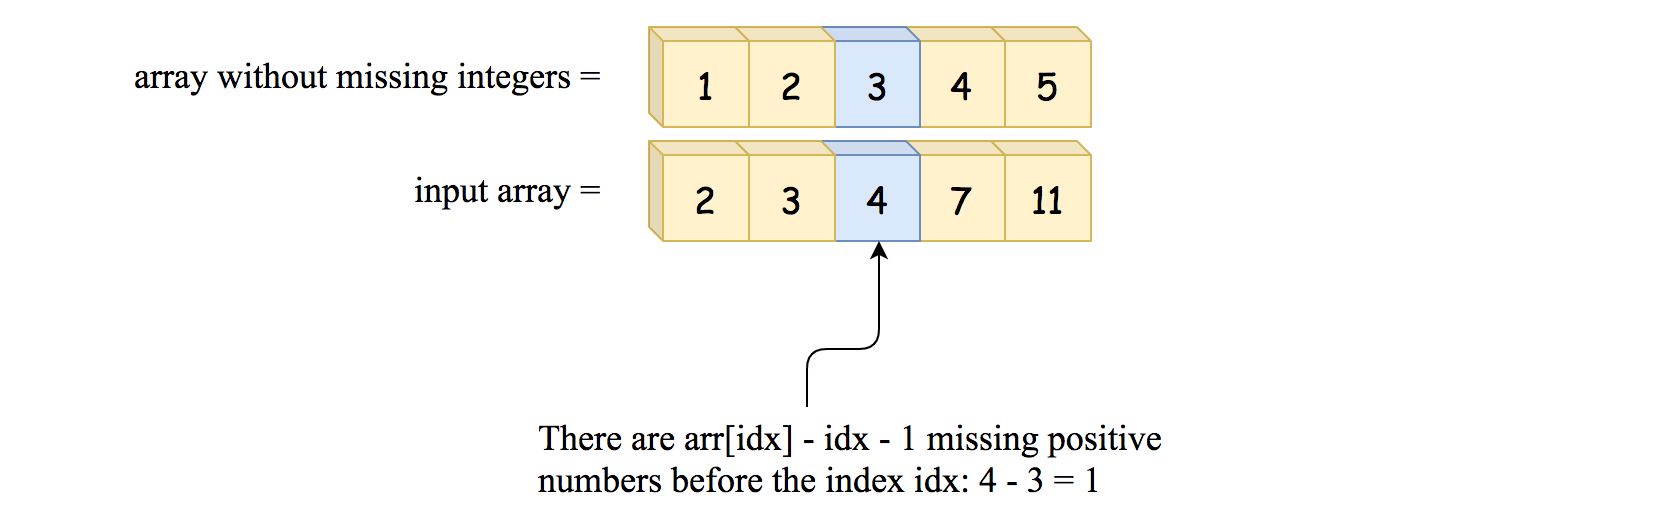 array without missing integers = 1 2 3 4 5
input array = 2 3 4 7 11
There are arr[idx] - idx - 1 missing positive
numbers before the index idx: 4 - 3 = 1